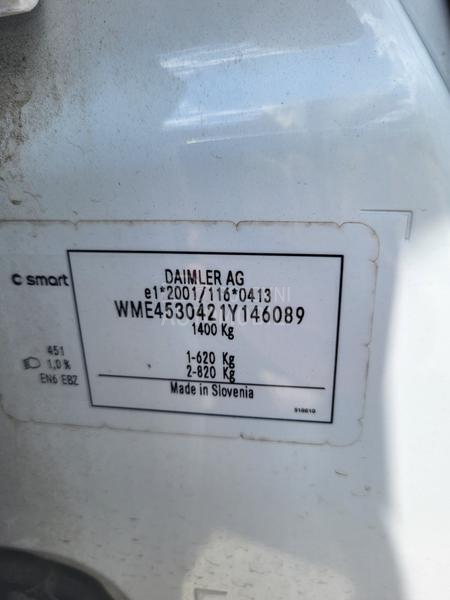 smart
DAIMLER AG
e1*2001/116*0413
WME4530421Y146089
1400 Kg
1-620 Kg
2-820 Kg
Made in Slovenia
451
1,0 %
EN6 EBZ